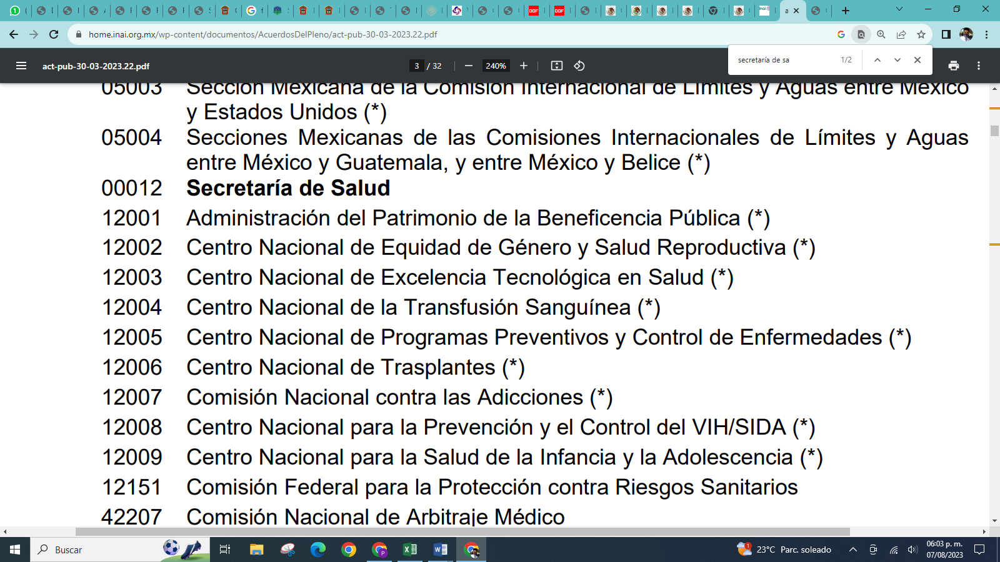 home.inai.org.mx/wp-content/documentos/AcuerdosDelPleno/act-pub-30-03-2023.22.pdf
act-pub-30-03-2023.22.pdf
3 / 32
240%
secretaría de sa
1/2
05003 Sección Mexicana de la Comisión Internacional de Límites y Aguas entre México
y Estados Unidos (*)
05004 Secciones Mexicanas de las Comisiones Internacionales de Límites y Aguas
entre México y Guatemala, y entre México y Belice (*)
00012 Secretaría de Salud
12001 Administración del Patrimonio de la Beneficencia Pública (*)
12002 Centro Nacional de Equidad de Género y Salud Reproductiva (*)
12003 Centro Nacional de Excelencia Tecnológica en Salud (*)
12004 Centro Nacional de la Transfusión Sanguínea (*)
12005 Centro Nacional de Programas Preventivos y Control de Enfermedades (*)
12006 Centro Nacional de Trasplantes (*)
12007 Comisión Nacional contra las Adicciones (*)
12008 Centro Nacional para la Prevención y el Control del VIH/SIDA (*)
12009 Centro Nacional para la Salud de la Infancia y la Adolescencia (*)
12151 Comisión Federal para la Protección contra Riesgos Sanitarios
42207 Comisión Nacional de Arbitraje Médico
Buscar
23°C Parc. soleado
06:03 p. m.
07/08/2023